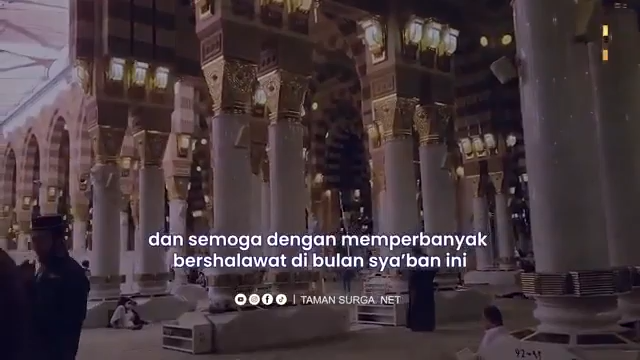 dan semoga dengan memperbanyak
bershalawat di bulan sya'ban ini
| TAMAN SURGA. NET